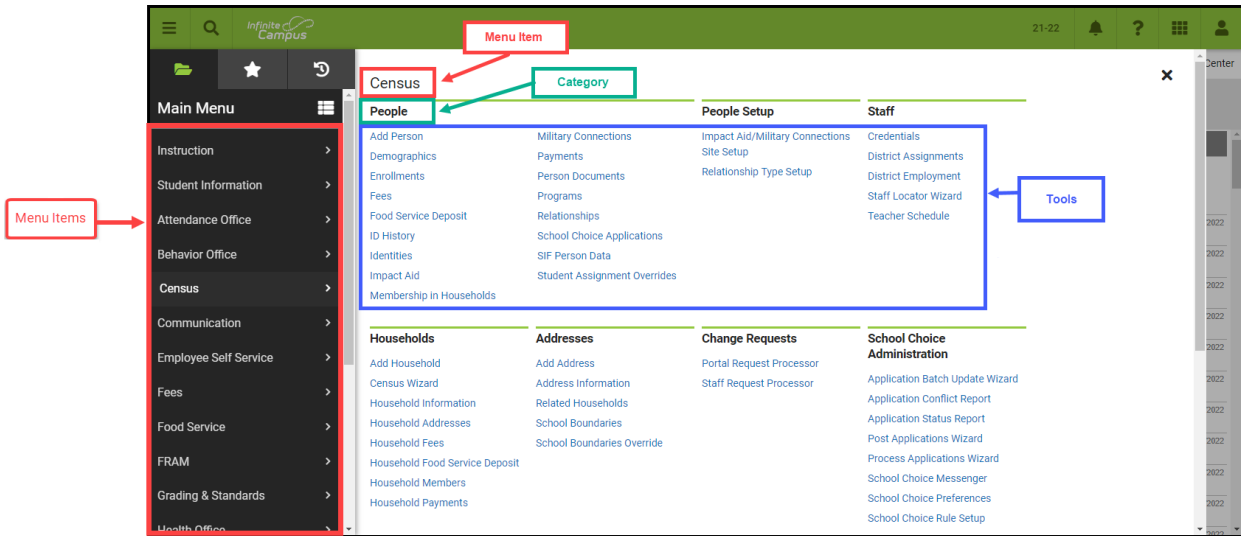 Infinite Campus
21-22
?
Menu Item
Center
Census
Category
Main Menu
People
People Setup
Staff
Add Person
Military Connections
Impact Aid/Military Connections
Site Setup
Credentials
Instruction
Demographics
Payments
District Assignments
Enrollments
Person Documents
Relationship Type Setup
District Employment
Student Information
Fees
Programs
Staff Locator Wizard
Tools
Menu Items
Attendance Office
Food Service Deposit
Relationships
Teacher Schedule
2022
ID History
School Choice Applications
Behavior Office
Identities
SIF Person Data
2022
Impact Aid
Student Assignment Overrides
Census
Membership in Households
2022
Communication
2022
Households
Addresses
Change Requests
School Choice
Administration
2022
Employee Self Service
Add Household
Add Address
Portal Request Processor
Application Batch Update Wizard
2022
Census Wizard
Address Information
Staff Request Processor
Fees
Household Information
Related Households
Application Conflict Report
2022
Household Addresses
School Boundaries
Application Status Report
Food Service
Household Fees
School Boundaries Override
Post Applications Wizard
2022
FRAM
Household Food Service Deposit
Process Applications Wizard
2022
Household Members
School Choice Messenger
Grading & Standards
Household Payments
School Choice Preferences
2022
School Choice Rule Setup
Health Office
2022